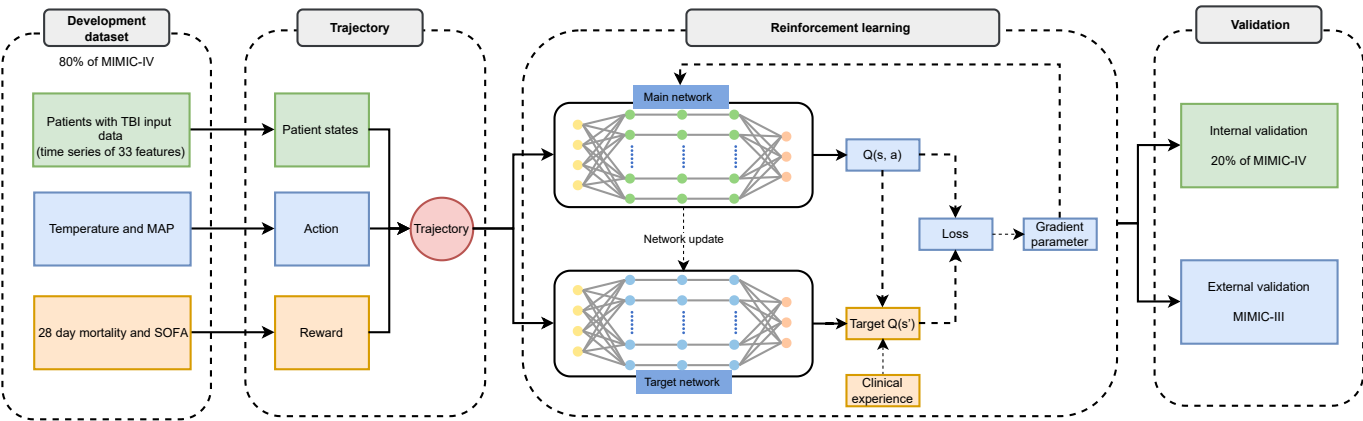 Development
dataset
80% of MIMIC-IV
Patients with TBI input
data
(time series of 33 features)
Temperature and MAP
28 day mortality and SOFA
Trajectory
Patient states
Action
Reward
Trajectory
Reinforcement learning
Main network
Network update
Target network
Q(s, a)
Target Q(s')
Clinical
experience
Loss
Gradient
parameter
Validation
Internal validation
20% of MIMIC-IV
External validation
MIMIC-III